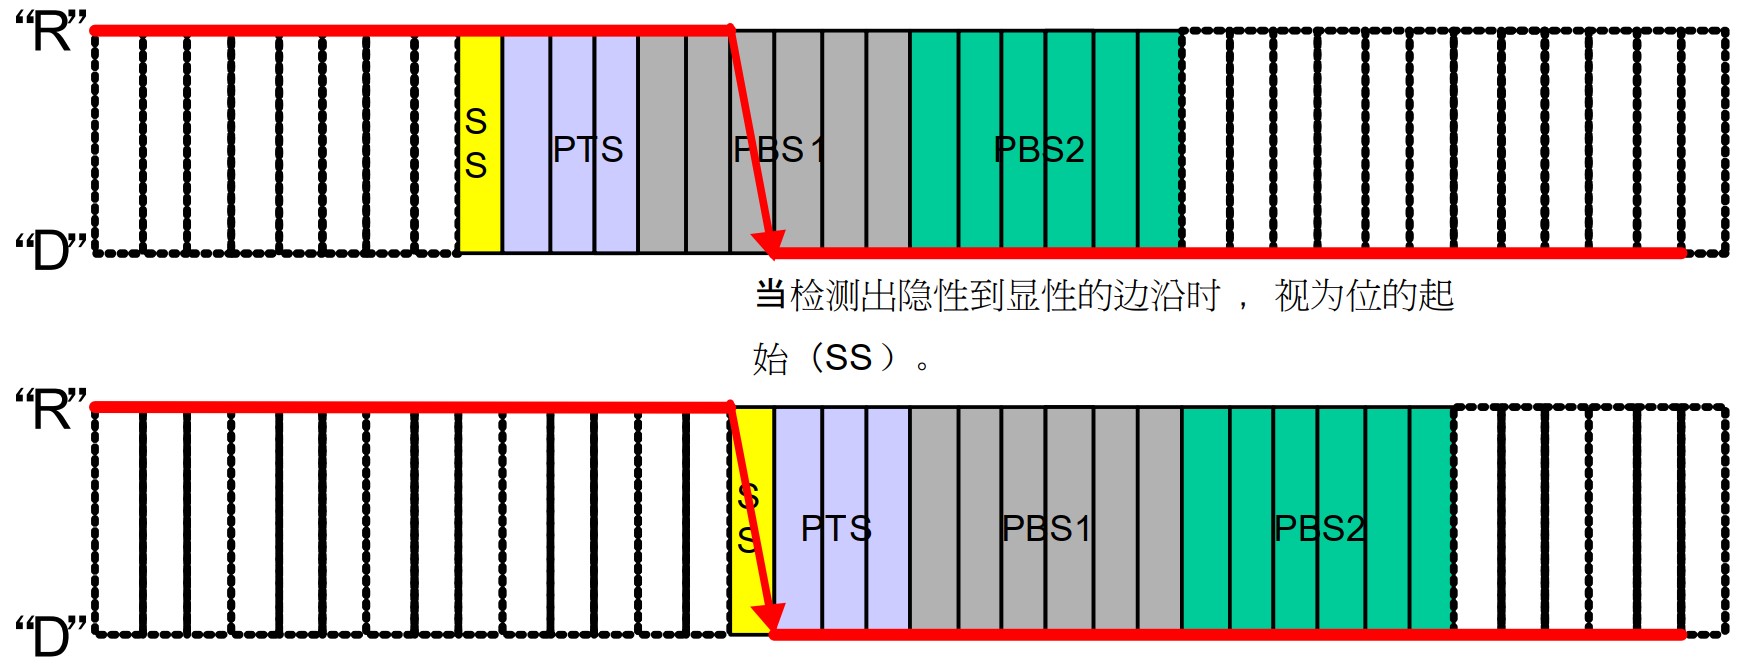 “R”
S
S
PTS
PBS1
PBS2
“D”
当检测出隐性到显性的边沿时，视为位的起
始（SS）。
“R”
S
S
PTS
PBS1
PBS2
“D”